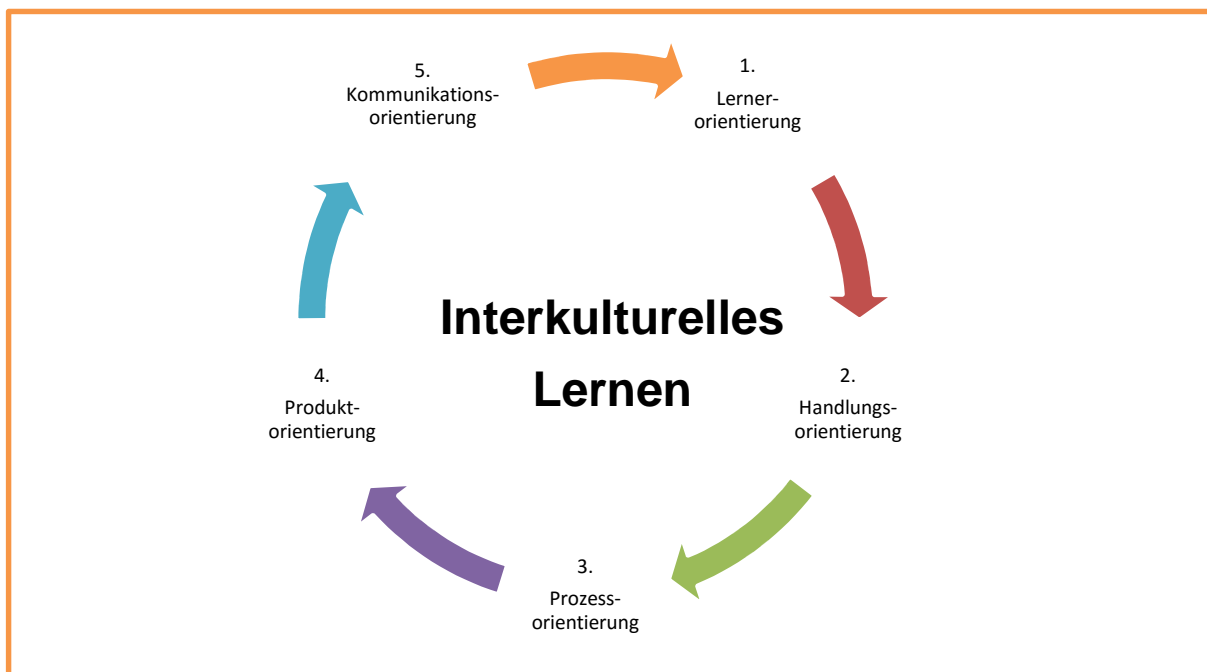 1.
Lerner-
orientierung
2.
Handlungs-
orientierung
3.
Prozess-
orientierung
4.
Produkt-
orientierung
5.
Kommunikations-
orientierung
Interkulturelles
Lernen